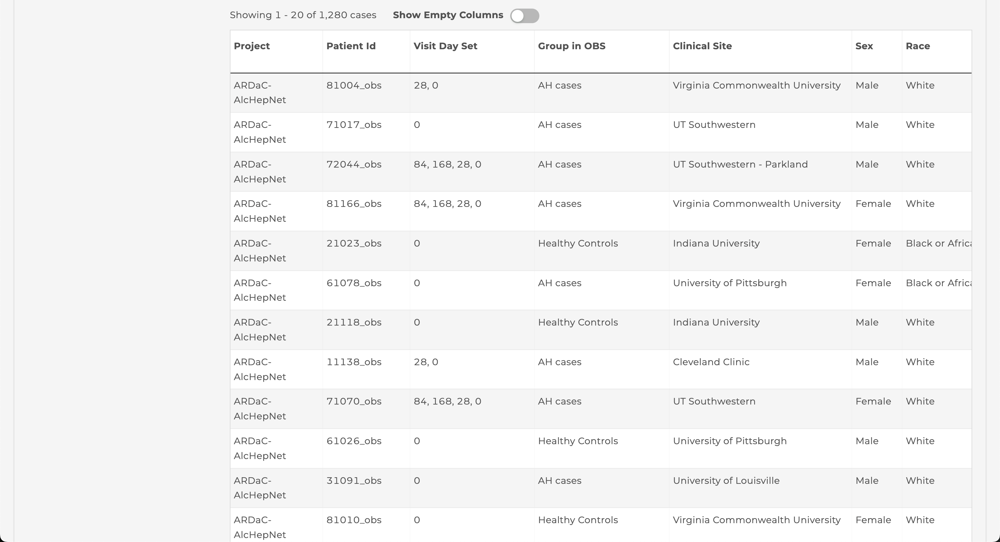 Showing 1 - 20 of 1,280 cases Show Empty Columns
Project Patient Id Visit Day Set Group in OBS Clinical Site Sex Race
ARDaC- 81004_obs 28, 0 AH cases Virginia Commonwealth University Male White
AlcHepNet
ARDaC- 71017_obs 0 AH cases UT Southwestern Male White
AlcHepNet
ARDaC- 72044_obs 84, 168, 28, 0 AH cases UT Southwestern - Parkland Male White
AlcHepNet
ARDaC- 81166_obs 84, 168, 28, 0 AH cases Virginia Commonwealth University Female White
AlcHepNet
ARDaC- 21023_obs 0 Healthy Controls Indiana University Female Black or Africa
AlcHepNet
ARDaC- 61078_obs 0 AH cases University of Pittsburgh Female Black or Africa
AlcHepNet
ARDaC- 21118_obs 0 Healthy Controls Indiana University Male White
AlcHepNet
ARDaC- 11138_obs 28, 0 AH cases Cleveland Clinic Male White
AlcHepNet
ARDaC- 71070_obs 84, 168, 28, 0 AH cases UT Southwestern Female White
AlcHepNet
ARDaC- 61026_obs 0 Healthy Controls University of Pittsburgh Male White
AlcHepNet
ARDaC- 31091_obs 0 AH cases University of Louisville Male White
AlcHepNet
ARDaC- 81010_obs 0 Healthy Controls Virginia Commonwealth University Female White
AlcHepNet